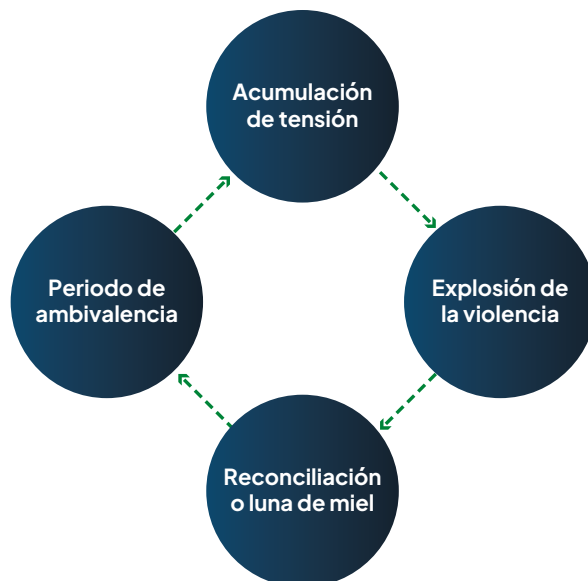 Acumulación
de tensión
Periodo de
ambivalencia
Explosión de
la violencia
Reconciliación
o luna de miel